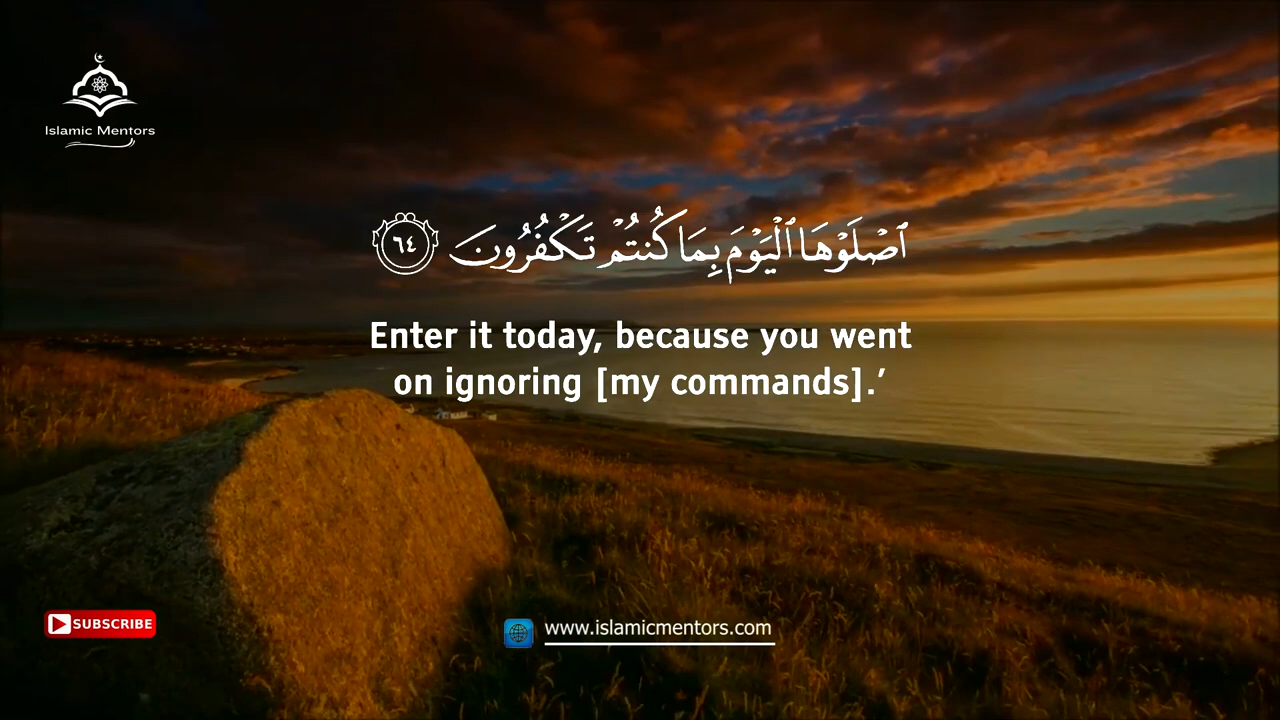 Islamic Mentors
ٱصْلَوْهَا ٱلْيَوْمَ بِمَا كُنتُمْ تَكْفُرُونَ ٦٤
Enter it today, because you went
on ignoring [my commands].’
SUBSCRIBE
www.islamicmentors.com